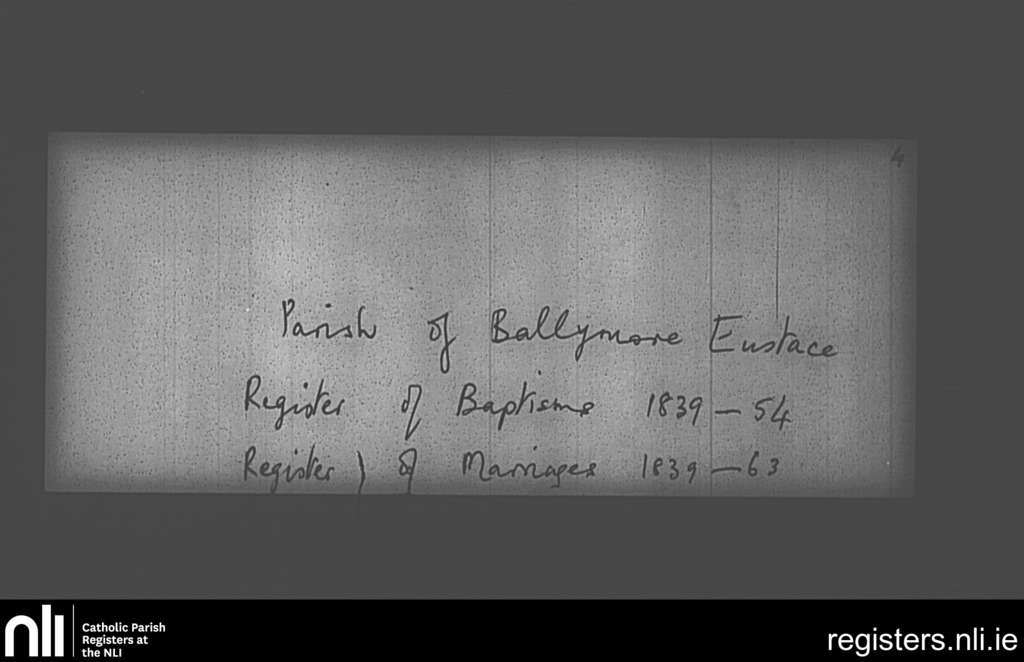 4
Parish of Ballymore Eustace
Register of Baptisms 1839 — 54
Register ) of Marriages 1839 — 63
nli
Catholic Parish
Registers at
the NLI
registers.nli.ie